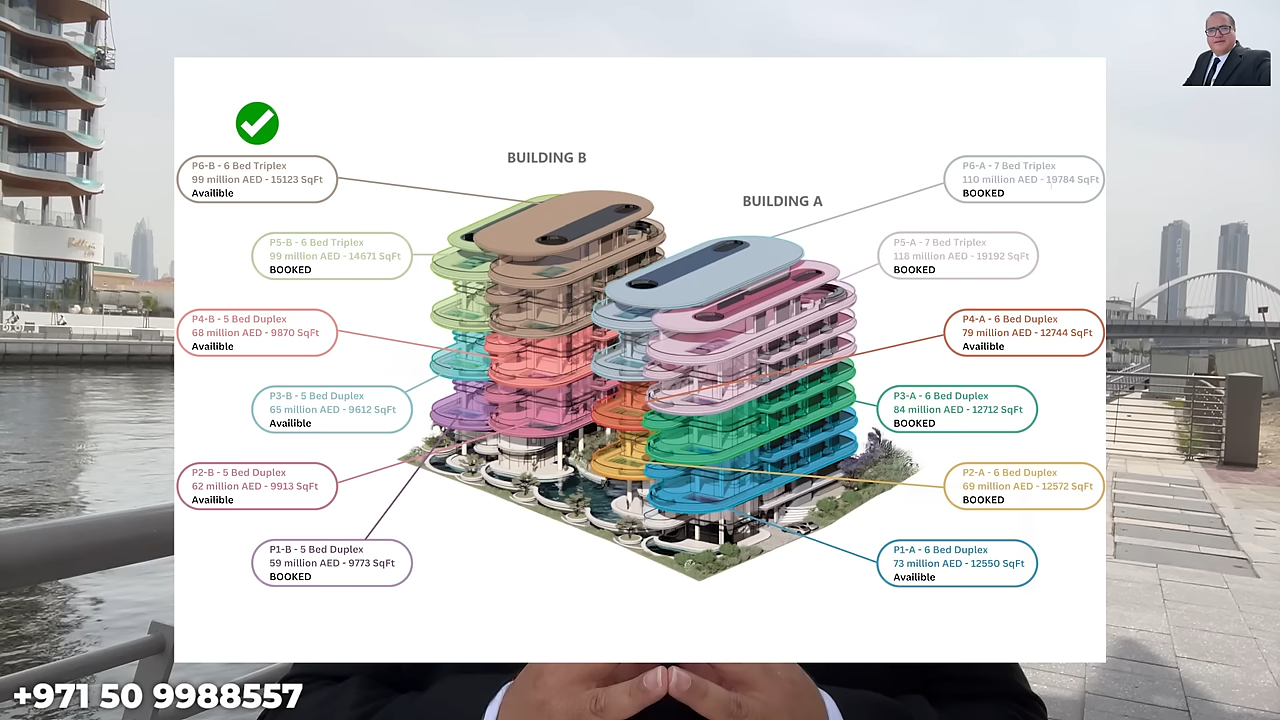 BUILDING B
BUILDING A
P6-B - 6 Bed Triplex
99 million AED - 15123 SqFt
Availible
P5-B - 6 Bed Triplex
99 million AED - 14671 SqFt
BOOKED
P4-B - 5 Bed Duplex
68 million AED - 9870 SqFt
Availible
P3-B - 5 Bed Duplex
65 million AED - 9612 SqFt
Availible
P2-B - 5 Bed Duplex
62 million AED - 9913 SqFt
Availible
P1-B - 5 Bed Duplex
59 million AED - 9773 SqFt
BOOKED
P6-A - 7 Bed Triplex
110 million AED - 19784 SqFt
BOOKED
P5-A - 7 Bed Triplex
118 million AED - 19192 SqFt
BOOKED
P4-A - 6 Bed Duplex
79 million AED - 12744 SqFt
Availible
P3-A - 6 Bed Duplex
84 million AED - 12712 SqFt
BOOKED
P2-A - 6 Bed Duplex
69 million AED - 12572 SqFt
BOOKED
P1-A - 6 Bed Duplex
73 million AED - 12550 SqFt
Availible
+971 50 9988557